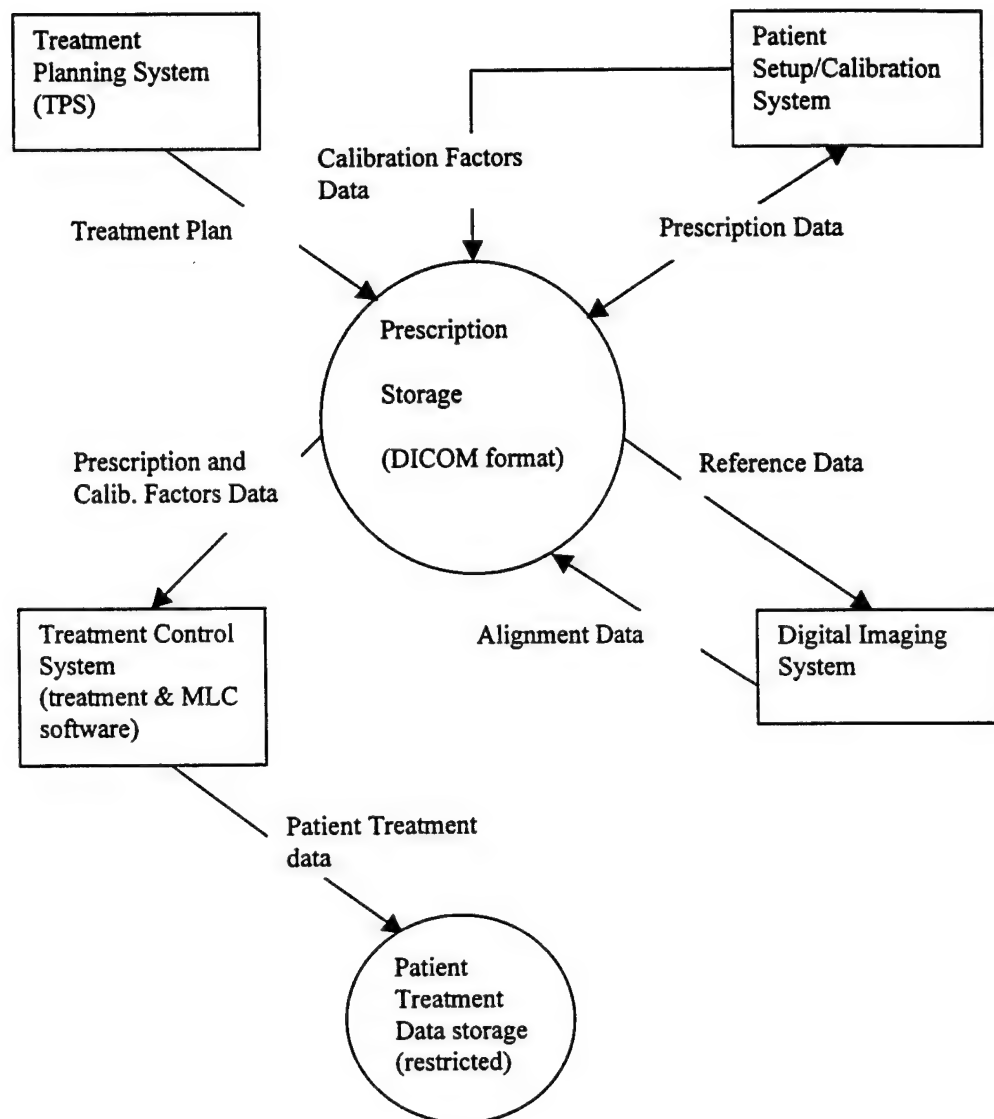 Treatment
Planning System
(TPS)
Patient
Setup/Calibration
System
Calibration Factors
Data
Treatment Plan
Prescription Data
Prescription
Storage
(DICOM format)
Prescription and
Calib. Factors Data
Reference Data
Treatment Control
System
(treatment & MLC
software)
Alignment Data
Digital Imaging
System
Patient Treatment
data
Patient
Treatment
Data storage
(restricted)